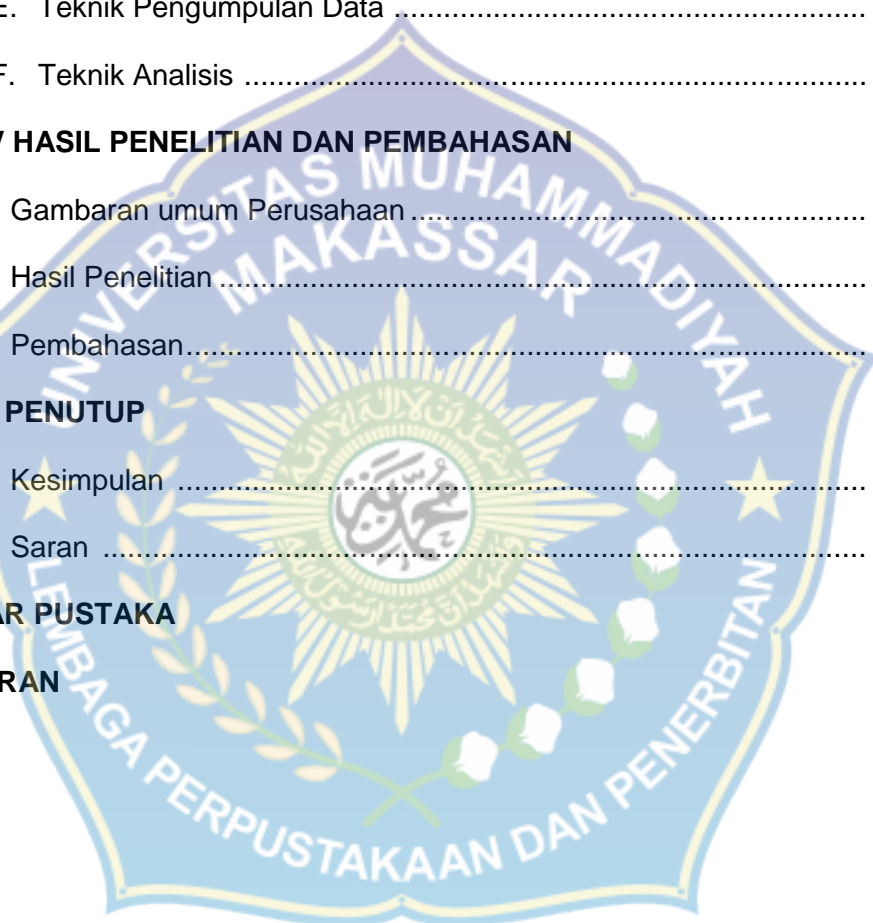 E. Teknik Pengumpulan Data ..........................................................
F. Teknik Analisis ............................................................................
V HASIL PENELITIAN DAN PEMBAHASAN
Gambaran umum Perusahaan ........................................................
Hasil Penelitian ...............................................................................
Pembahasan...................................................................................
PENUTUP
Kesimpulan ....................................................................................
Saran .............................................................................................
AR PUSTAKA
RAN
UNIVERSITAS MUHAMMADIYAH
MAKASSAR
LEMBAGA PERPUSTAKAAN DAN PENERBITAN